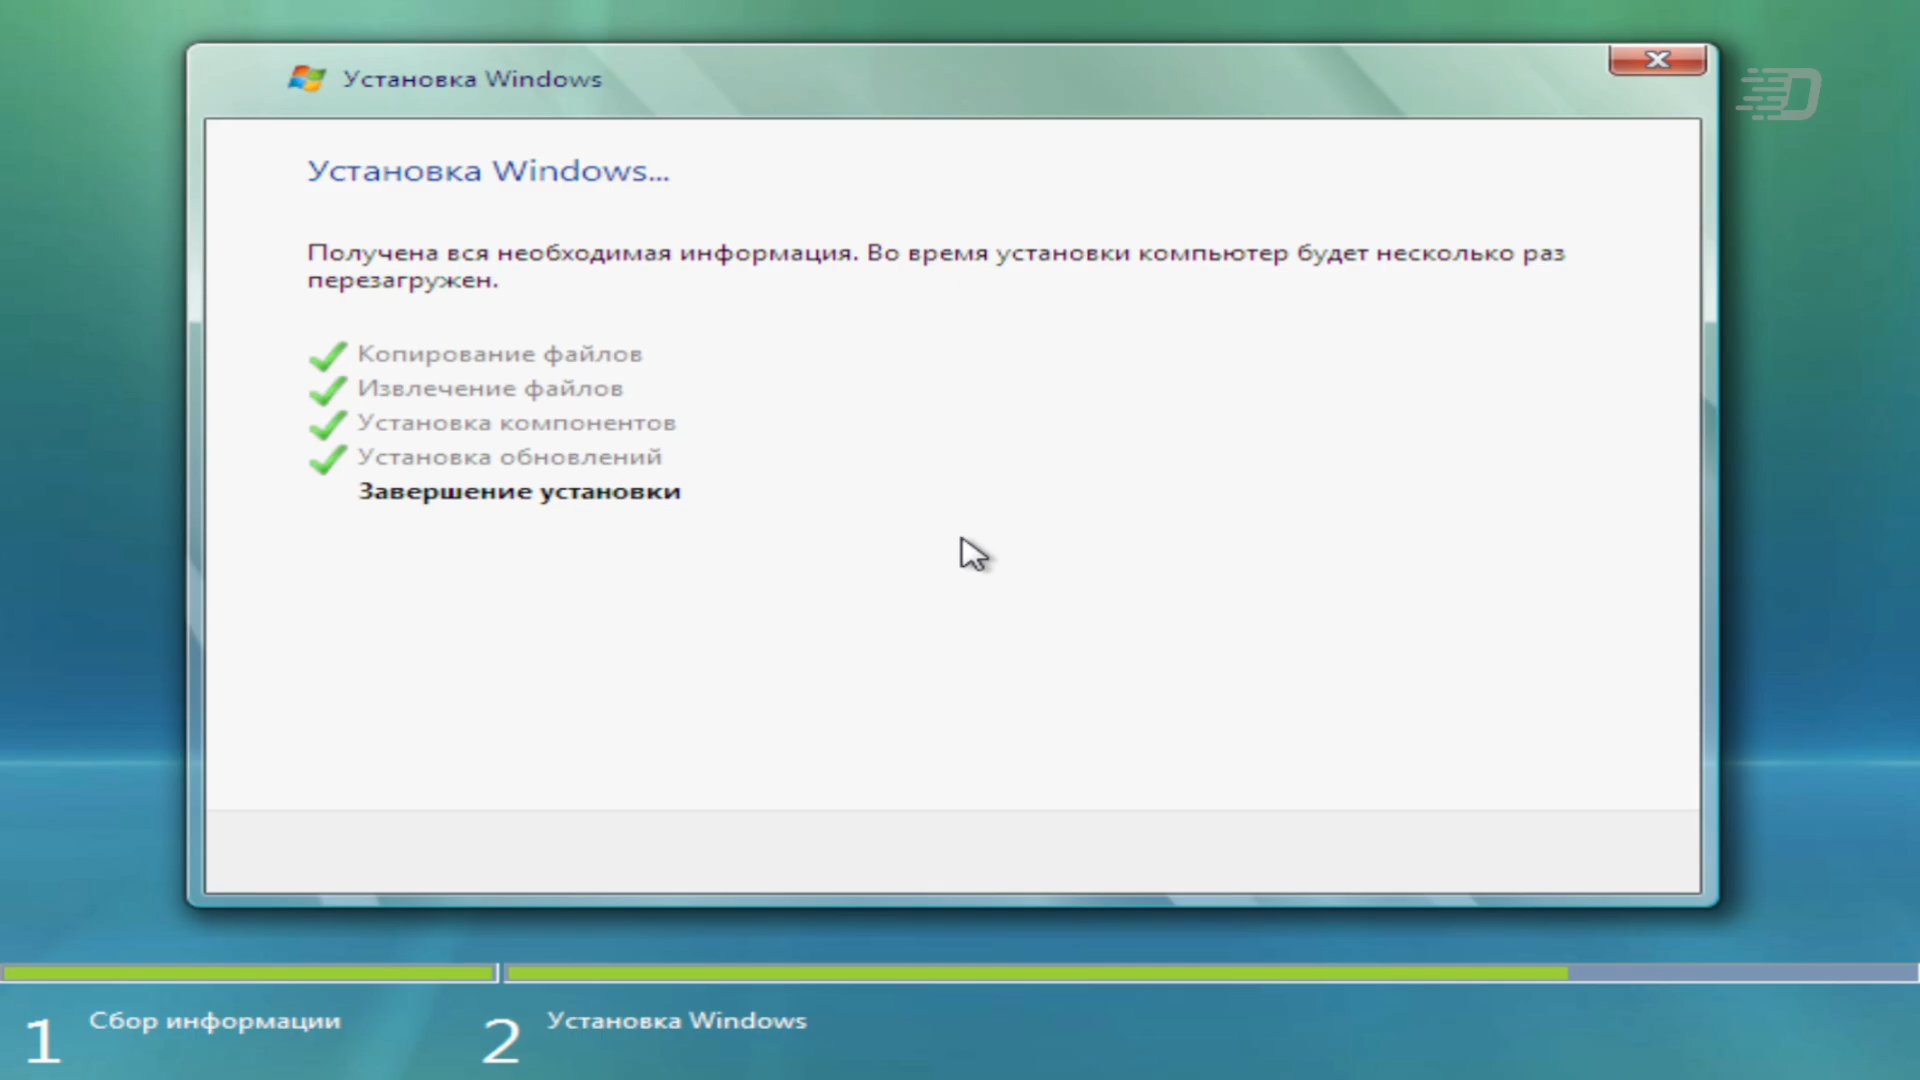 Установка Windows
Установка Windows...
Получена вся необходимая информация. Во время установки компьютер будет несколько раз
перезагружен.
Копирование файлов
Извлечение файлов
Установка компонентов
Установка обновлений
Завершение установки
1 Сбор информации
2 Установка Windows